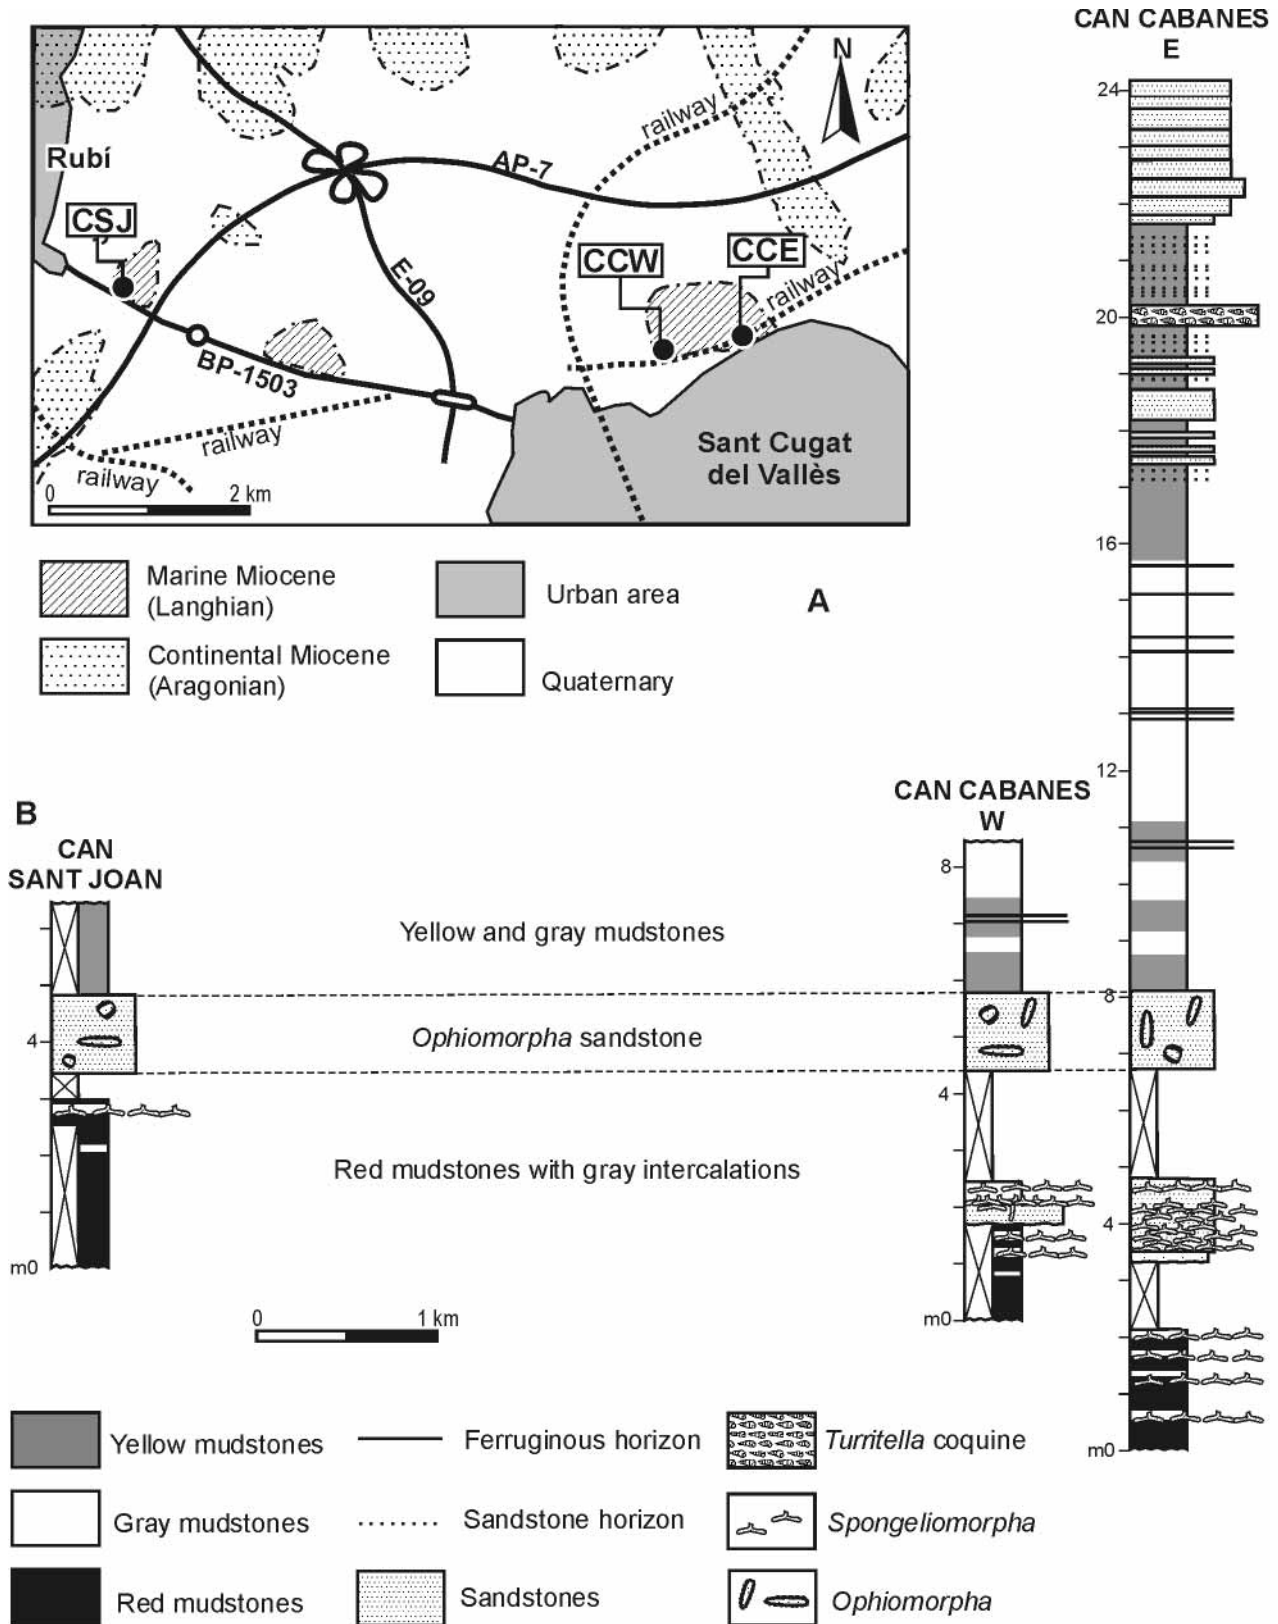 CAN CABANES
E
N
railway
AP-7
Rubí
CSJ
CCW
CCE
railway
E-09
BP-1503
railway
railway
Sant Cugat
del Vallès
0 2 km
Marine Miocene
(Langhian)
Urban area
A
Continental Miocene
(Aragonian)
Quaternary
24
20
16
12
8
4
m0
B
CAN
SANT JOAN
4
m0
CAN CABANES
W
8
4
m0
Yellow and gray mudstones
Ophiomorpha sandstone
Red mudstones with gray intercalations
0 1 km
Yellow mudstones
Ferruginous horizon
Turritella coquine
Gray mudstones
Sandstone horizon
Spongeliomorpha
Red mudstones
Sandstones
Ophiomorpha